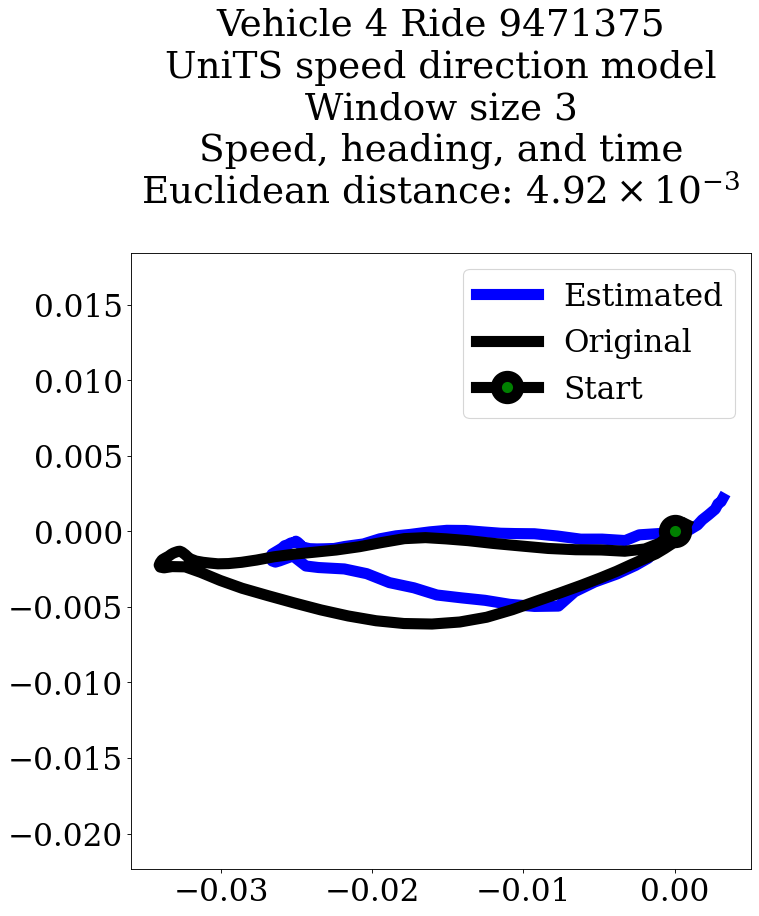 Vehicle 4 Ride 9471375
UniTS speed direction model
Window size 3
Speed, heading, and time
Euclidean distance: 4.92 × 10⁻³
Estimated
Original
Start
0.015
0.010
0.005
0.000
−0.005
−0.010
−0.015
−0.020
−0.03 −0.02 −0.01 0.00